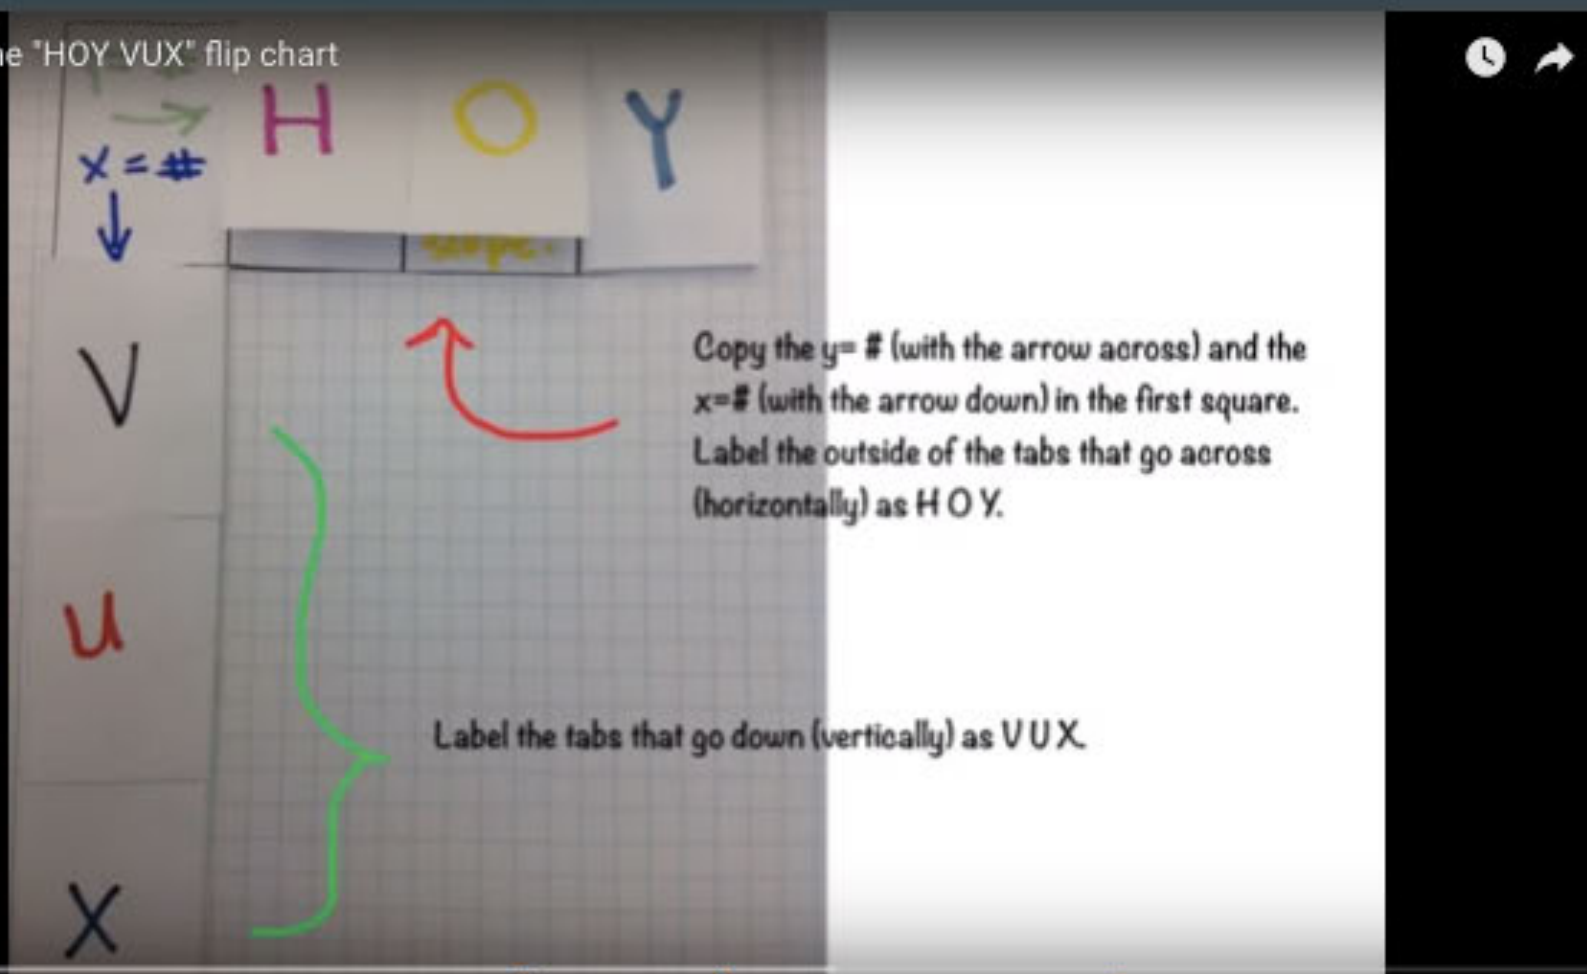 "HOY VUX" flip chart
H O Y
x = #
slope.
V
Copy the y= # (with the arrow across) and the
x=# (with the arrow down) in the first square.
Label the outside of the tabs that go across
(horizontally) as H O Y.
U
Label the tabs that go down (vertically) as V U X.
X